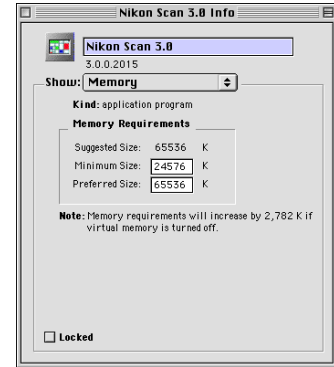 Nikon Scan 3.0 Info
Nikon Scan 3.0
3.0.0.2015
Show: Memory
Kind: application program
Memory Requirements
Suggested Size: 65536 K
Minimum Size: 24576 K
Preferred Size: 65536 K
Note: Memory requirements will increase by 2,782 K if
virtual memory is turned off.
Locked